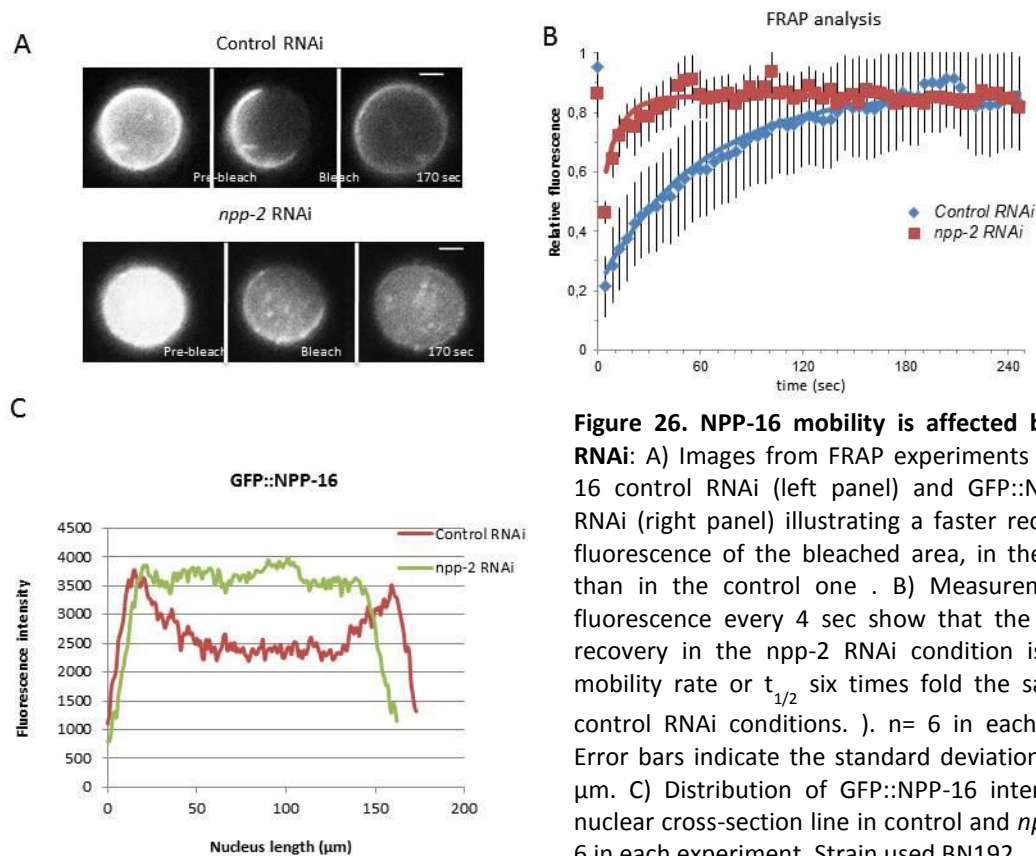 A
Control RNAi
Pre-bleach
Bleach
170 sec
npp-2 RNAi
Pre-bleach
Bleach
170 sec
B
FRAP analysis
Relative fluorescence
1
0,8
0,6
0,4
0,2
0
0
60
120
180
240
time (sec)
Control RNAi
npp-2 RNAi
C
GFP::NPP-16
Fluorescence intensity
4500
4000
3500
3000
2500
2000
1500
1000
500
0
0
50
100
150
200
Nucleus length (µm)
Control RNAi
npp-2 RNAi
Figure 26. NPP-16 mobility is affected
RNAi: A) Images from FRAP experiments
16 control RNAi (left panel) and
RNAi (right panel) illustrating a faster
fluorescence of the bleached area, in
than in the control one . B)
fluorescence every 4 sec show that the
recovery in the npp-2 RNAi condition
mobility rate or t1/2 six times fold the
control RNAi conditions. ). n= 6 in each
Error bars indicate the standard deviation
µm. C) Distribution of GFP::NPP-16
nuclear cross-section line in control and
6 in each experiment. Strain used BN192